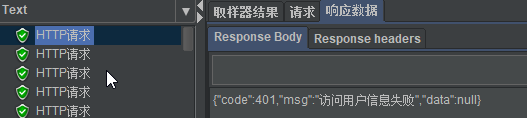 Text
取样器结果 请求 响应数据
HTTP请求
HTTP请求
HTTP请求
HTTP请求
HTTP请求
Response Body Response headers
{"code":401,"msg":"访问用户信息失败","data":null}